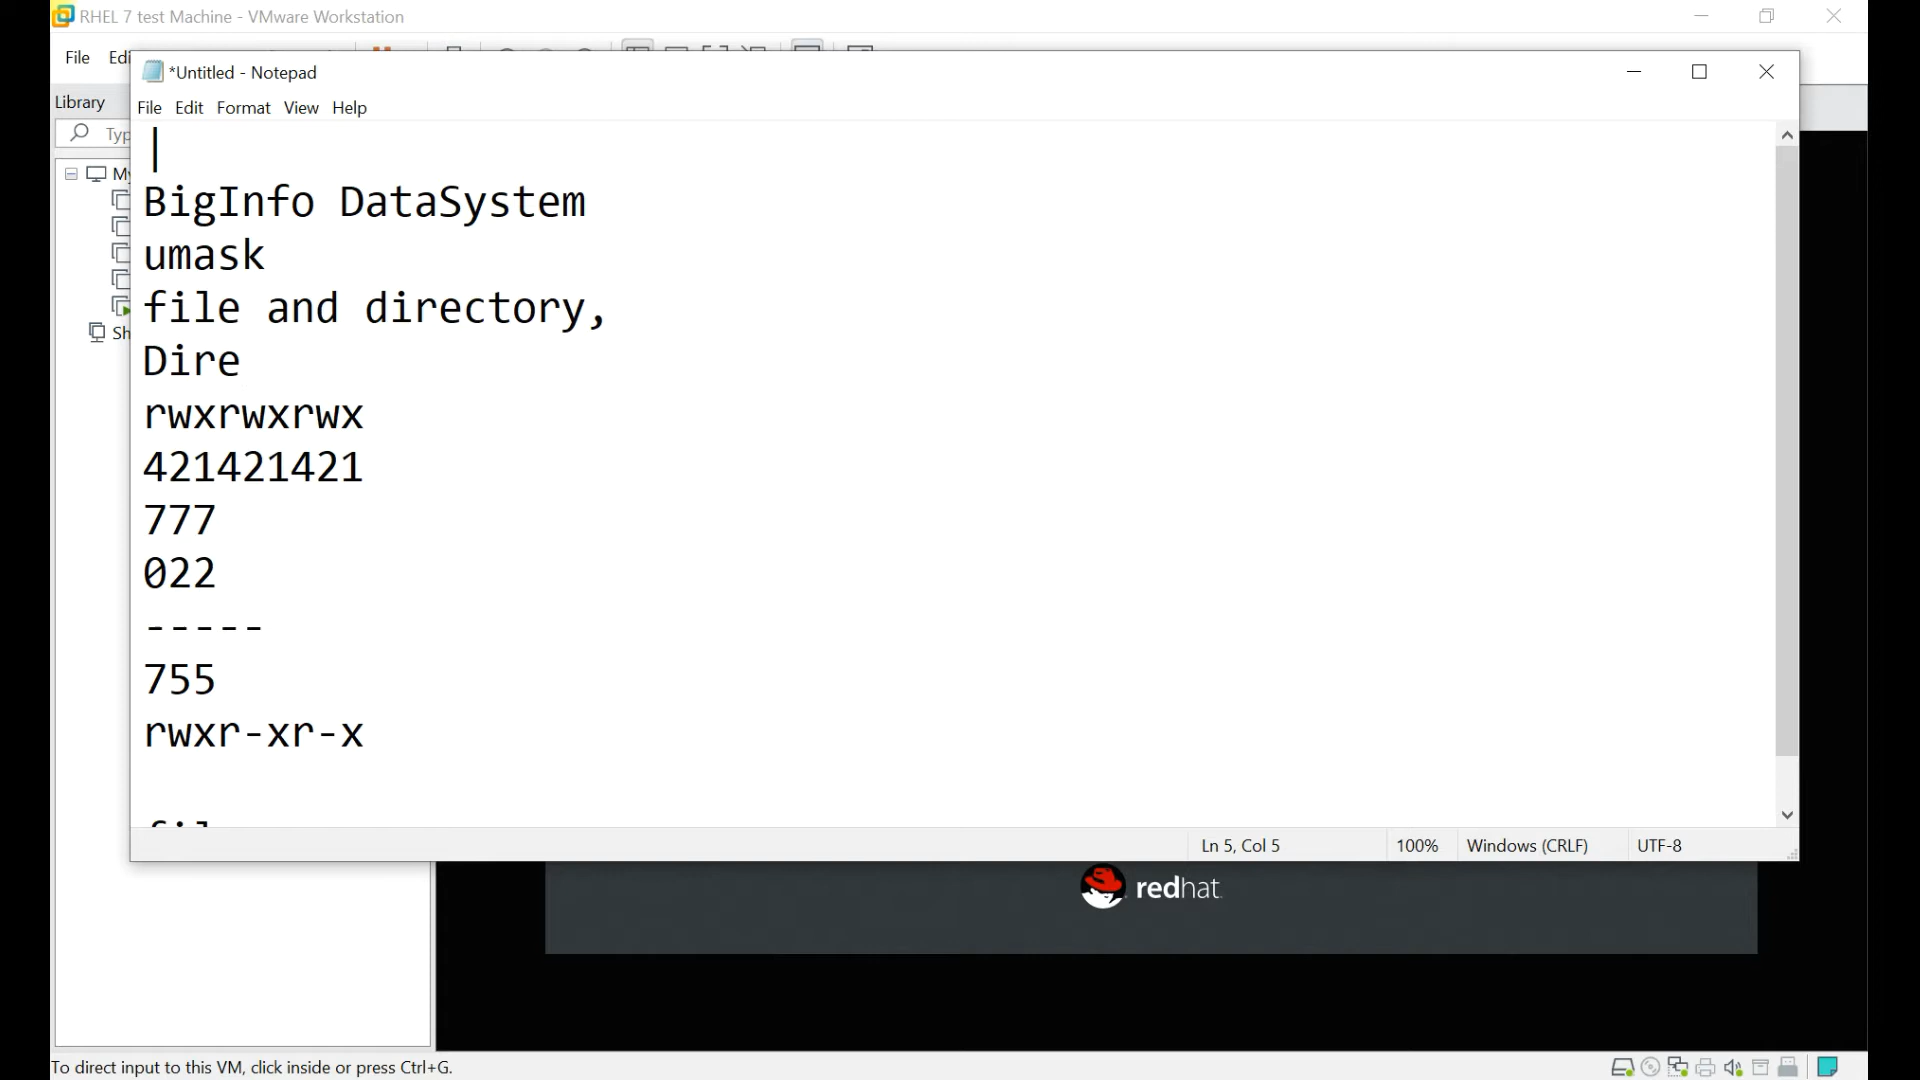 RHEL 7 test Machine - VMware Workstation
File
*Untitled - Notepad
File Edit Format View Help
Library
BigInfo DataSystem
umask
file and directory,
Dire
rwxrwxrwx
421421421
777
022
-----
755
rwxr-xr-x
Ln 5, Col 5 100% Windows (CRLF) UTF-8
redhat
To direct input to this VM, click inside or press Ctrl+G.